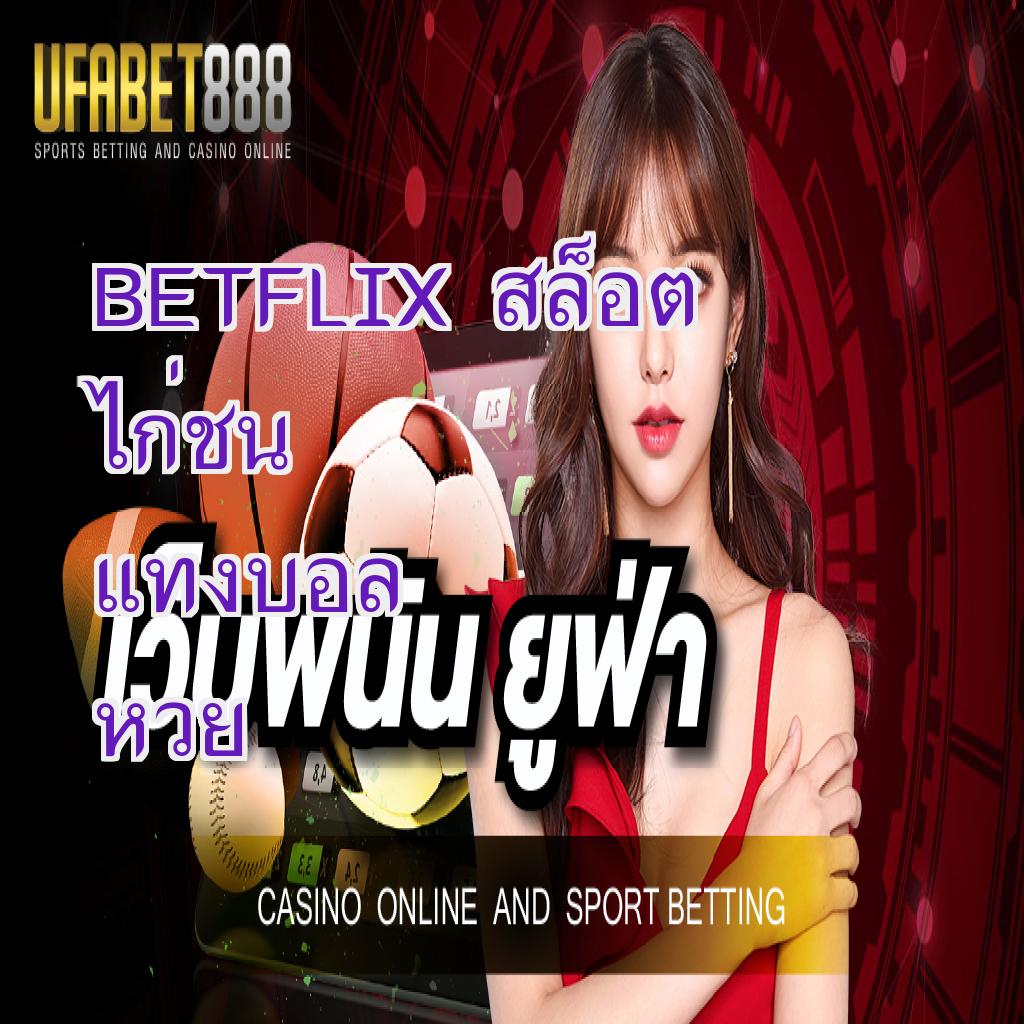 UFABET888
SPORTS BETTING AND CASINO ONLINE
BETFLIX สล็อต
ไก่ชน
แทงบอล
เว็บพนัน ยูฟ่า
หวย
CASINO ONLINE AND SPORT BETTING